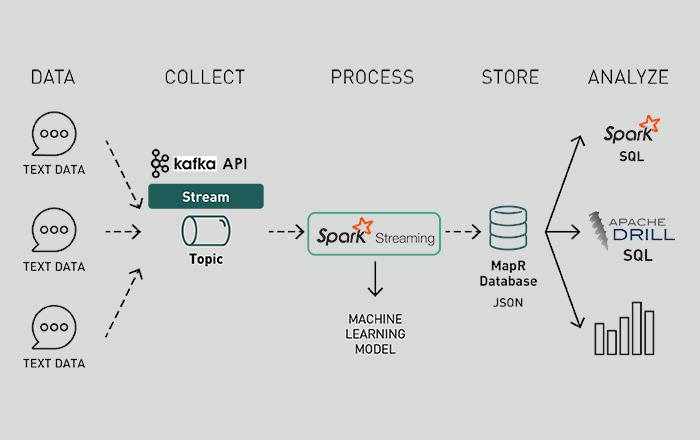 DATA
COLLECT
PROCESS
STORE
ANALYZE
TEXT DATA
TEXT DATA
TEXT DATA
kafka API
Stream
Topic
Spark Streaming
MACHINE
LEARNING
MODEL
MapR
Database
JSON
Spark
SQL
APACHE
DRILL
SQL